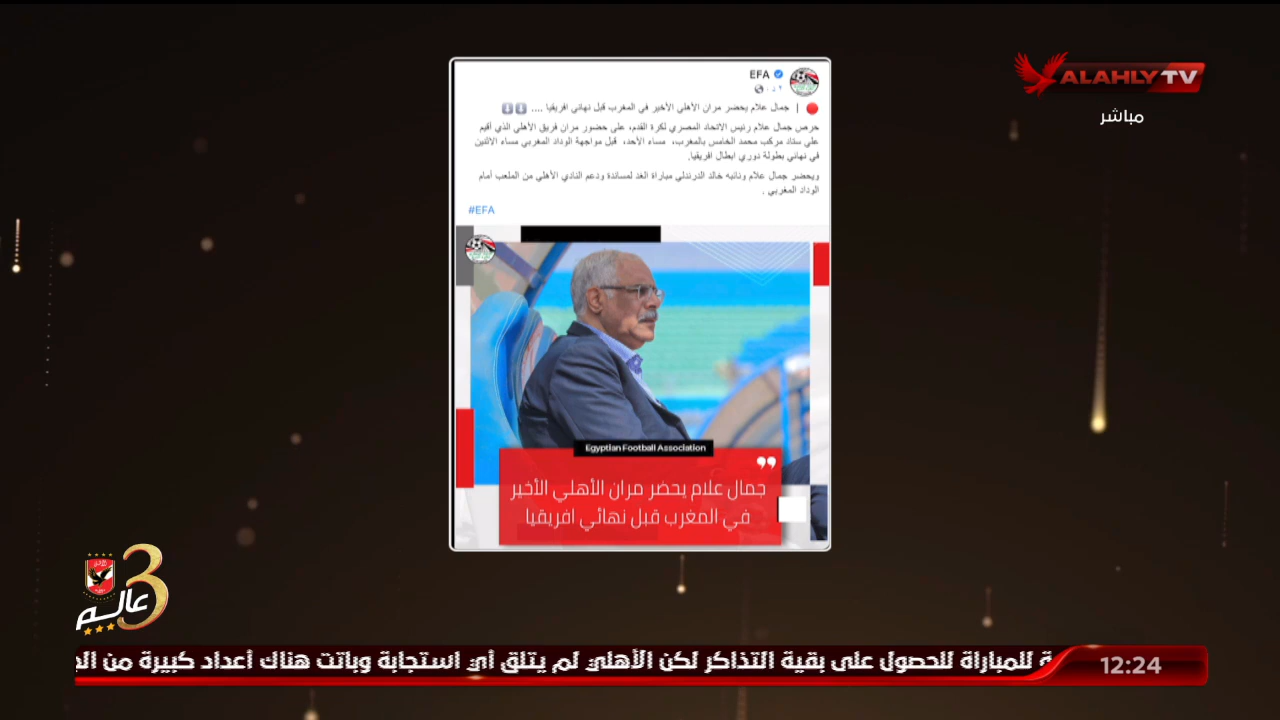 ALAHLY TV
مباشر
EFA
🔴 | جمال علام يحضر مران الأهلي الأخير في المغرب قبل نهائي افريقيا .... ⬇️⬇️
حرص جمال علام رئيس الاتحاد المصري لكرة القدم، على حضور مران فريق الأهلي الذي أقيم
على ستاد مركب محمد الخامس بالمغرب، مساء الأحد، قبل مواجهة الوداد المغربي مساء الاثنين
في نهائي بطولة دوري ابطال افريقيا.
ويحضر جمال علام ونائبه خالد الدرندلي مباراة الغد لمساندة ودعم النادي الأهلي من الملعب أمام
الوداد المغربي .
#EFA
Egyptian Football Association
جمال علام يحضر مران الأهلي الأخير
في المغرب قبل نهائي افريقيا
3
عالم
للمباراة للحصول على بقية التذاكر لكن الأهلي لم يتلق أي استجابة وباتت هناك أعداد كبيرة من
12:24